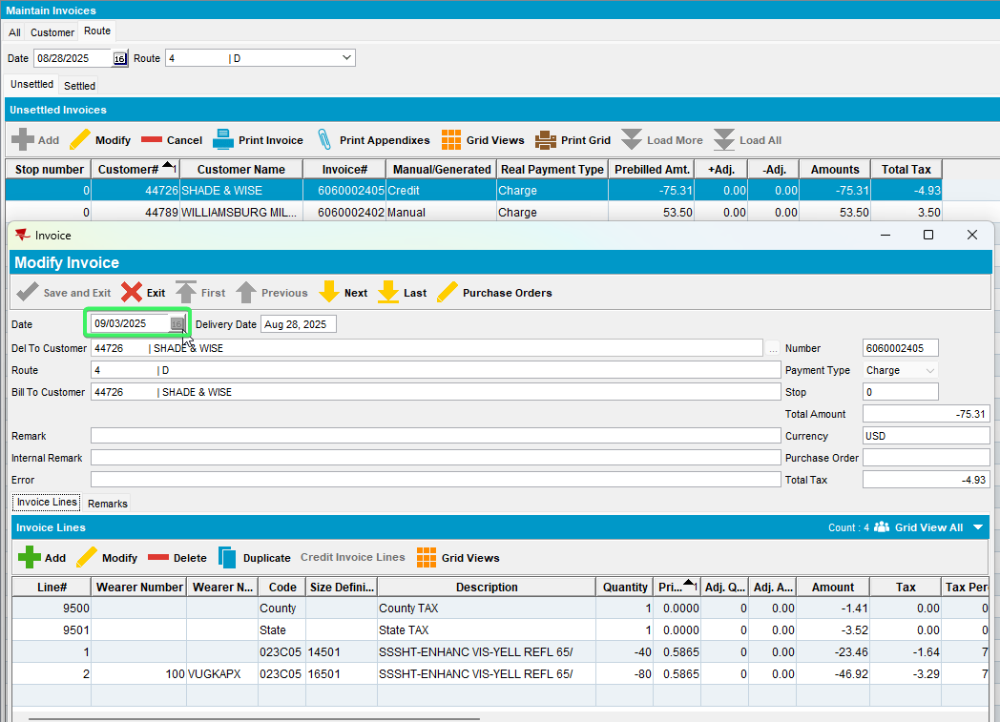 Maintain Invoices
All Customer Route
Date 08/28/2025 16 Route 4 | D
Unsettled Settled
Unsettled Invoices
Add Modify Cancel Print Invoice Print Appendixes Grid Views Print Grid Load More Load All
Stop number Customer# 1 Customer Name Invoice# Manual/Generated Real Payment Type Prebilled Amt. +Adj. -Adj. Amounts Total Tax
0 44726 SHADE & WISE 6060002405 Credit Charge -75.31 0.00 0.00 -75.31 -4.93
0 44789 WILLIAMSBURG MIL... 6060002402 Manual Charge 53.50 0.00 0.00 53.50 3.50
Invoice
Modify Invoice
Save and Exit Exit First Previous Next Last Purchase Orders
Date 09/03/2025 16 Delivery Date Aug 28, 2025
Del To Customer 44726 | SHADE & WISE ... Number 6060002405
Route 4 | D Payment Type Charge
Bill To Customer 44726 | SHADE & WISE Stop 0
Total Amount -75.31
Remark Currency USD
Internal Remark Purchase Order
Error Total Tax -4.93
Invoice Lines Remarks
Invoice Lines Count : 4 Grid View All
Add Modify Delete Duplicate Credit Invoice Lines Grid Views
Line# Wearer Number Wearer N... Code Size Defini... Description Quantity Pri... 1 Adj. Q... Adj. A... Amount Tax Tax Per
9500 County County TAX 1 0.0000 0 0.00 -1.41 0.00 0
9501 State State TAX 1 0.0000 0 0.00 -3.52 0.00 0
1 023C05 14501 SSSHT-ENHANC VIS-YELL REFL 65/ -40 0.5865 0 0.00 -23.46 -1.64 7
2 100 VUGKAPX 023C05 16501 SSSHT-ENHANC VIS-YELL REFL 65/ -80 0.5865 0 0.00 -46.92 -3.29 7